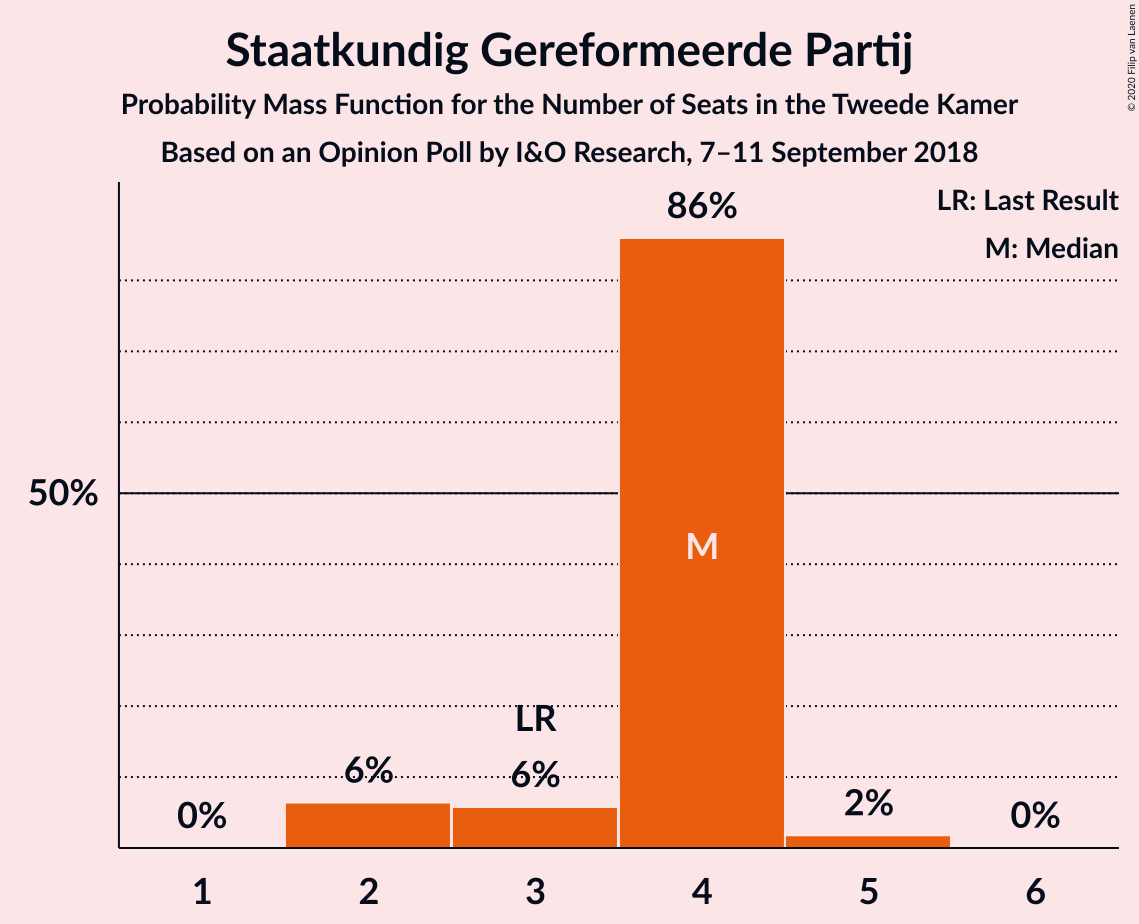 Staatkundig Gereformeerde Partij
Probability Mass Function for the Number of Seats in the Tweede Kamer
Based on an Opinion Poll by I&O Research, 7–11 September 2018
© 2020 Filip van Laenen
LR: Last Result
M: Median
86%
50%
M
LR
0%
6%
6%
2%
0%
1 2 3 4 5 6